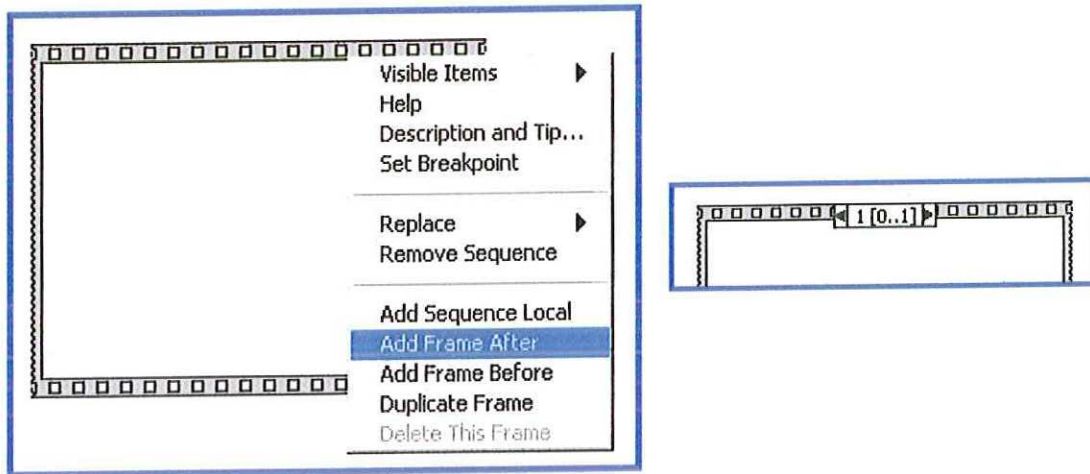 Visible Items
Help
Description and Tip...
Set Breakpoint
Replace
Remove Sequence
Add Sequence Local
Add Frame After
Add Frame Before
Duplicate Frame
Delete This Frame
1 [0..1]